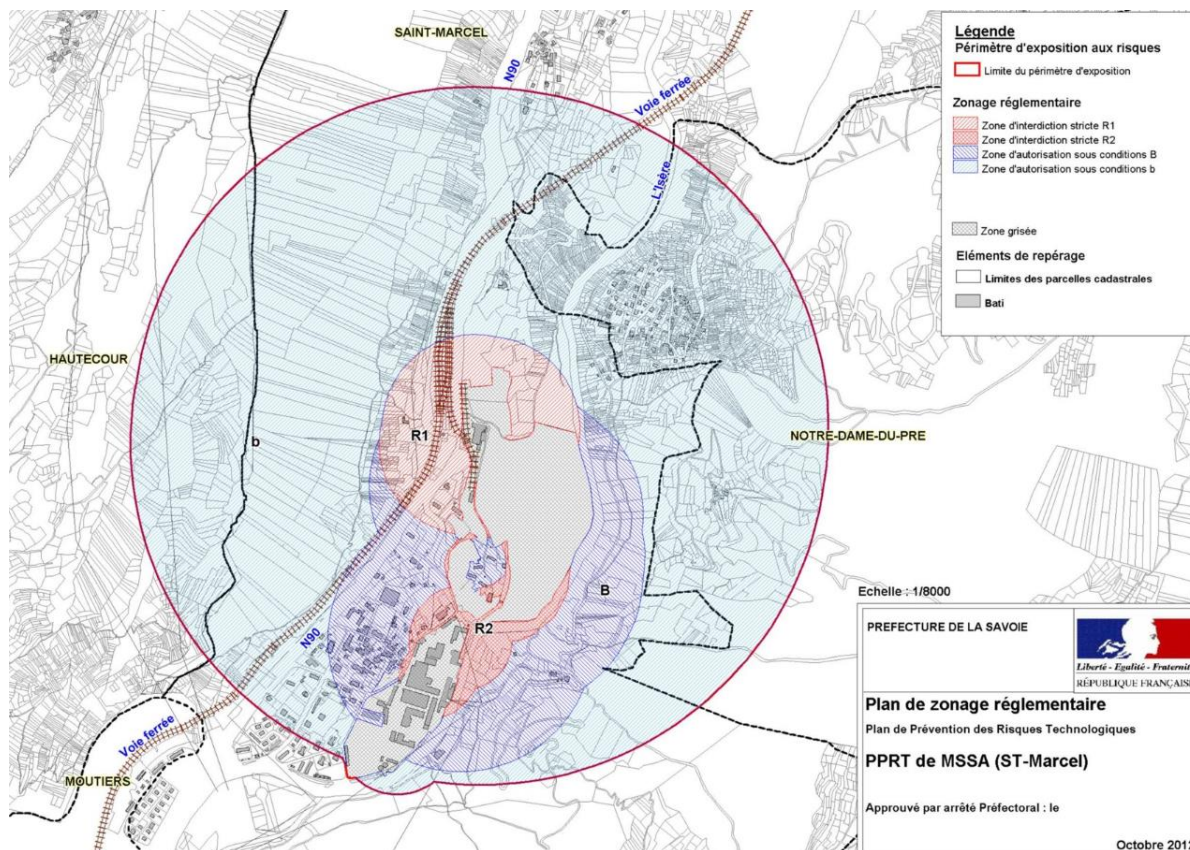 SAINT-MARCEL
N90
Voie ferrée
L'Isère
HAUTECOUR
b
R1
NOTRE-DAME-DU-PRE
B
R2
N90
Voie ferrée
MOUTIERS
Légende
Périmètre d'exposition aux risques
Limite du périmètre d'exposition
Zonage réglementaire
Zone d'interdiction stricte R1
Zone d'interdiction stricte R2
Zone d'autorisation sous conditions B
Zone d'autorisation sous conditions b
Zone grisée
Eléments de repérage
Limites des parcelles cadastrales
Bati
Echelle : 1/8000
PREFECTURE DE LA SAVOIE
Liberté - Egalité - Fraternit
RÉPUBLIQUE FRANÇAISE
Plan de zonage réglementaire
Plan de Prévention des Risques Technologiques
PPRT de MSSA (ST-Marcel)
Approuvé par arrêté Préfectoral : le
Octobre 2012